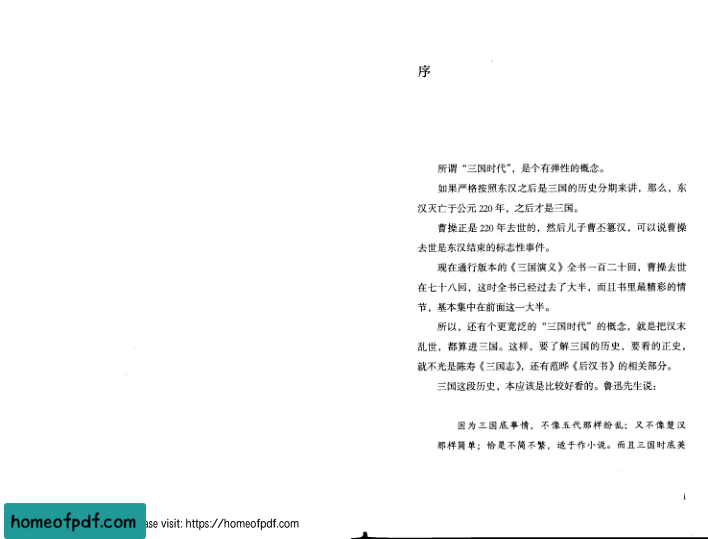 序
所谓“三国时代”，是个有弹性的概念。
如果严格按照东汉之后是三国的历史分期来讲，那么，东
汉灭亡于公元 220 年，之后才是三国。
曹操正是 220 年去世的，然后儿子曹丕篡汉，可以说曹操
去世是东汉结束的标志性事件。
现在通行版本的《三国演义》全书一百二十回，曹操去世
在七十八回，这时全书已经过去了大半，而且书里最精彩的情
节，基本集中在前面这一大半。
所以，还有个更宽泛的“三国时代”的概念，就是把汉末
乱世，都算进三国。这样，要了解三国的历史，要看的正史，
就不光是陈寿《三国志》，还有范晔《后汉书》的相关部分。
三国这段历史，本应该是比较好看的。鲁迅先生说：
因为三国底事情，不像五代那样纷乱；又不像楚汉
那样简单；恰是不简不繁，适于作小说。而且三国时底英
i
homeofpdf.com
ase visit: https://homeofpdf.com